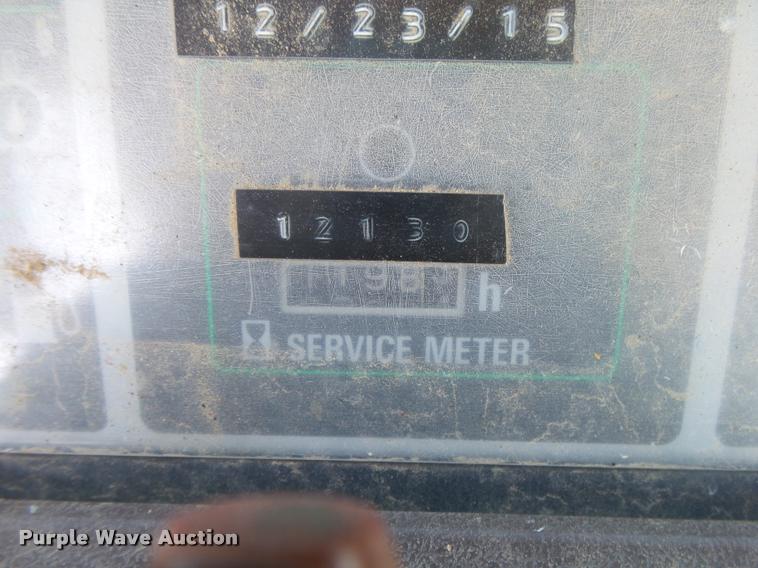 12/23/15
12130
h
SERVICE METER
Purple Wave Auction